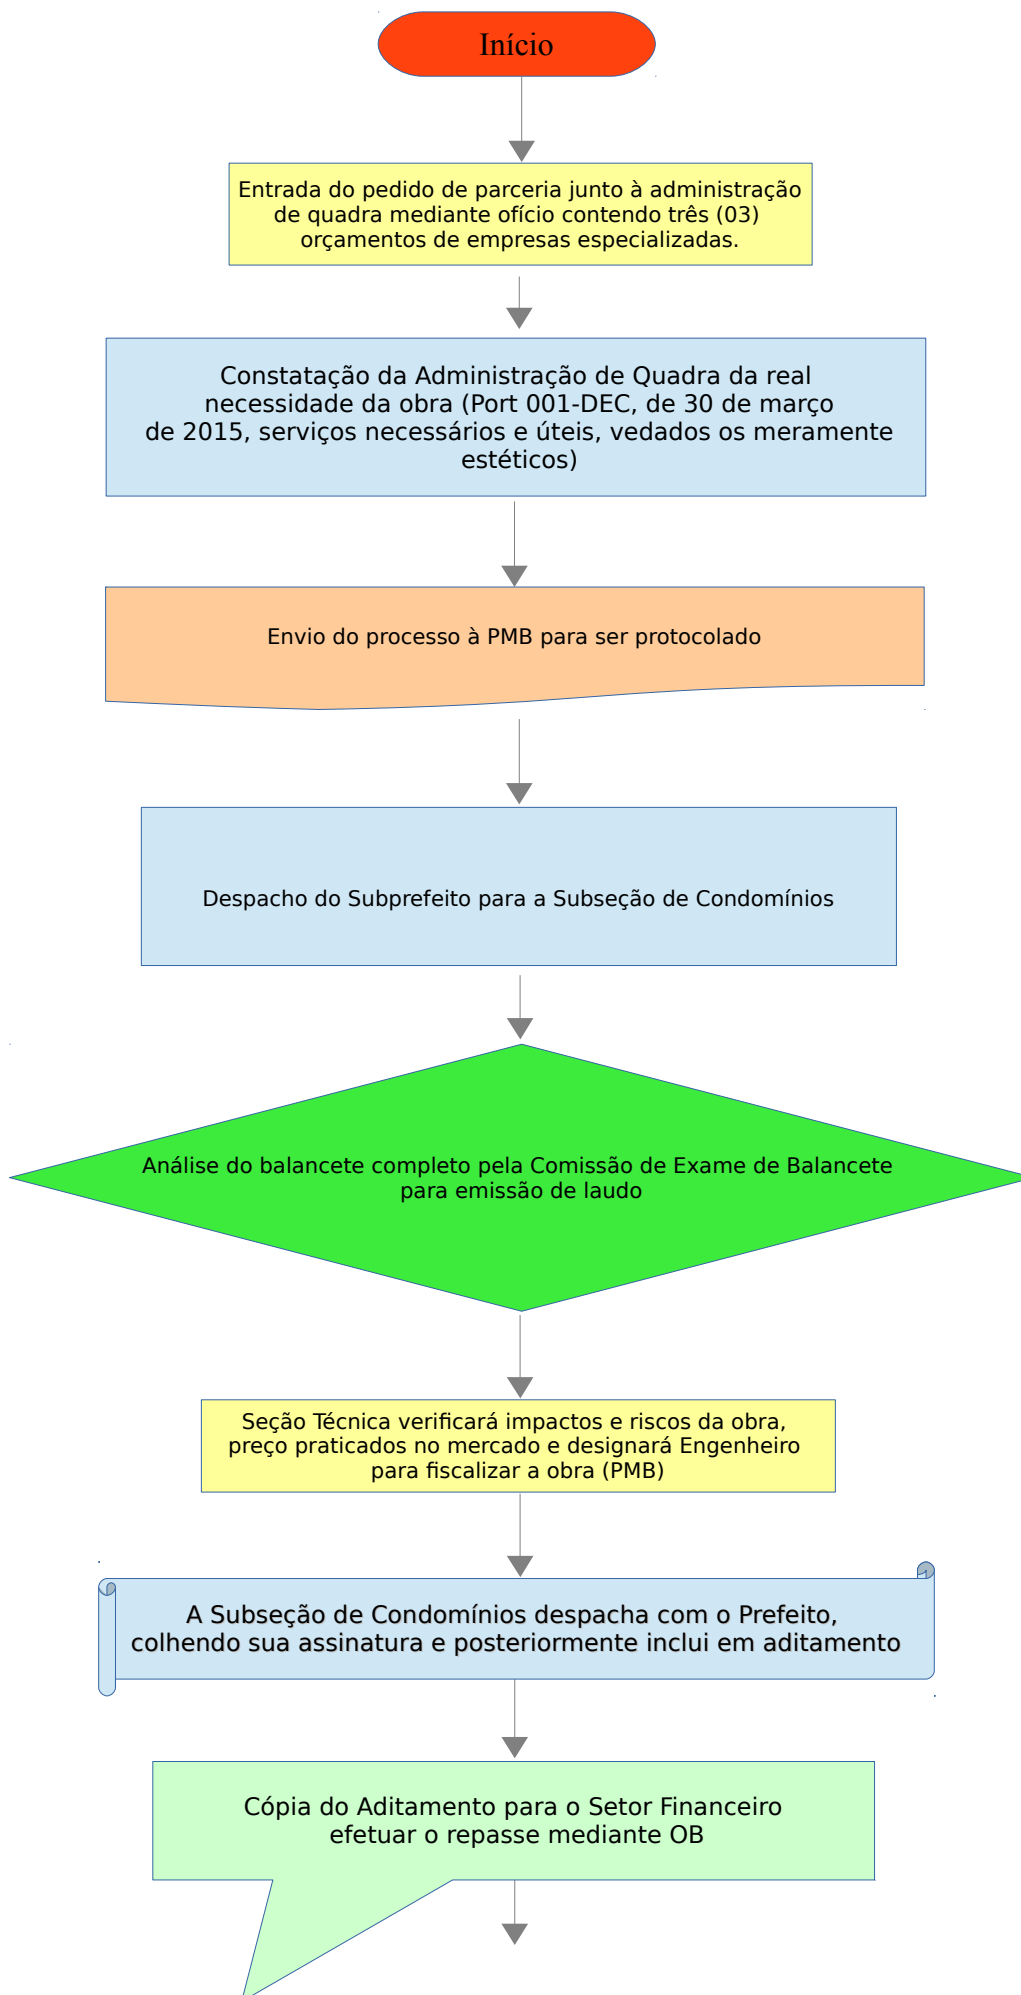 Início
Entrada do pedido de parceria junto à administração
de quadra mediante ofício contendo três (03)
orçamentos de empresas especializadas.
Constatação da Administração de Quadra da real
necessidade da obra (Port 001-DEC, de 30 de março
de 2015, serviços necessários e úteis, vedados os meramente
estéticos)
Envio do processo à PMB para ser protocolado
Despacho do Subprefeito para a Subseção de Condomínios
Análise do balancete completo pela Comissão de Exame de Balancete
para emissão de laudo
Seção Técnica verificará impactos e riscos da obra,
preço praticados no mercado e designará Engenheiro
para fiscalizar a obra (PMB)
A Subseção de Condomínios despacha com o Prefeito,
colhendo sua assinatura e posteriormente inclui em aditamento
Cópia do Aditamento para o Setor Financeiro
efetuar o repasse mediante OB